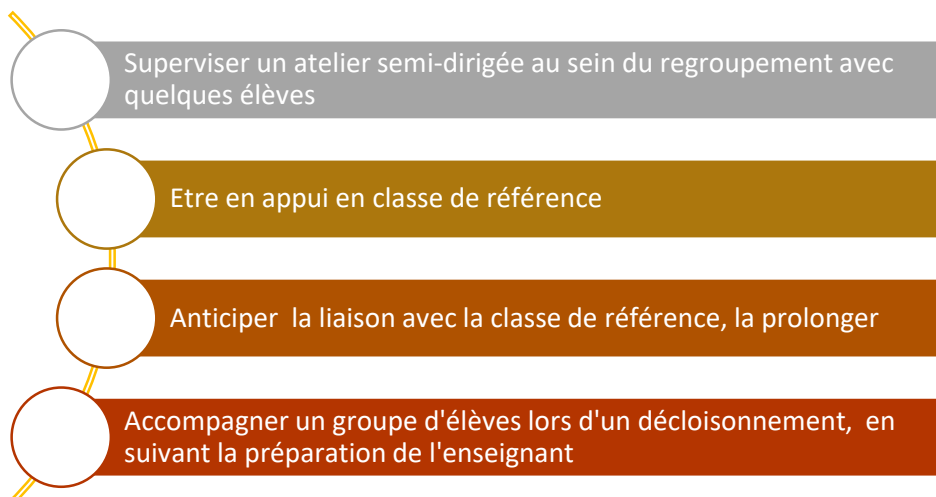 Superviser un atelier semi-dirigée au sein du regroupement avec
quelques élèves
Etre en appui en classe de référence
Anticiper  la liaison avec la classe de référence, la prolonger
Accompagner un groupe d'élèves lors d'un décloisonnement,  en
suivant la préparation de l'enseignant